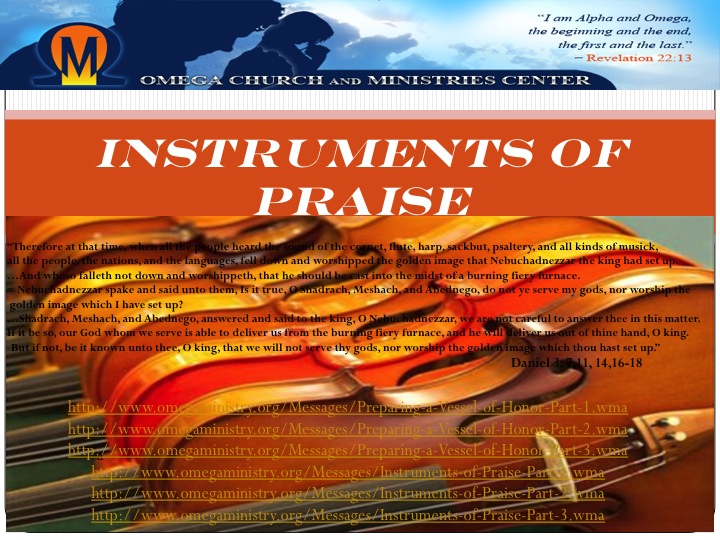 "I am Alpha and Omega,
the beginning and the end,
the first and the last."
– Revelation 22:13
OMEGA CHURCH AND MINISTRIES CENTER
INSTRUMENTS OF
PRAISE
"Therefore at that time, when all the people heard the sound of the cornet, flute, harp, sackbut, psaltery, and all kinds of musick,
all the people, the nations, and the languages, fell down and worshipped the golden image that Nebuchadnezzar the king had set up.
...And whoso falleth not down and worshippeth, that he should be cast into the midst of a burning fiery furnace.
Nebuchadnezzar spake and said unto them, Is it true, O Shadrach, Meshach, and Abednego, do not ye serve my gods, nor worship the
golden image which I have set up?
...Shadrach, Meshach, and Abednego, answered and said to the king, O Nebuchadnezzar, we are not careful to answer thee in this matter.
If it be so, our God whom we serve is able to deliver us from the burning fiery furnace, and he will deliver us out of thine hand, O king.
But if not, be it known unto thee, O king, that we will not serve thy gods, nor worship the golden image which thou hast set up."
Daniel 3: 7,11, 14,16-18
http://www.omegaministry.org/Messages/Preparing-a-Vessel-of-Honor-Part-1.wma
http://www.omegaministry.org/Messages/Preparing-a-Vessel-of-Honor-Part-2.wma
http://www.omegaministry.org/Messages/Preparing-a-Vessel-of-Honor-Part-3.wma
http://www.omegaministry.org/Messages/Instruments-of-Praise-Part-1.wma
http://www.omegaministry.org/Messages/Instruments-of-Praise-Part-2.wma
http://www.omegaministry.org/Messages/Instruments-of-Praise-Part-3.wma